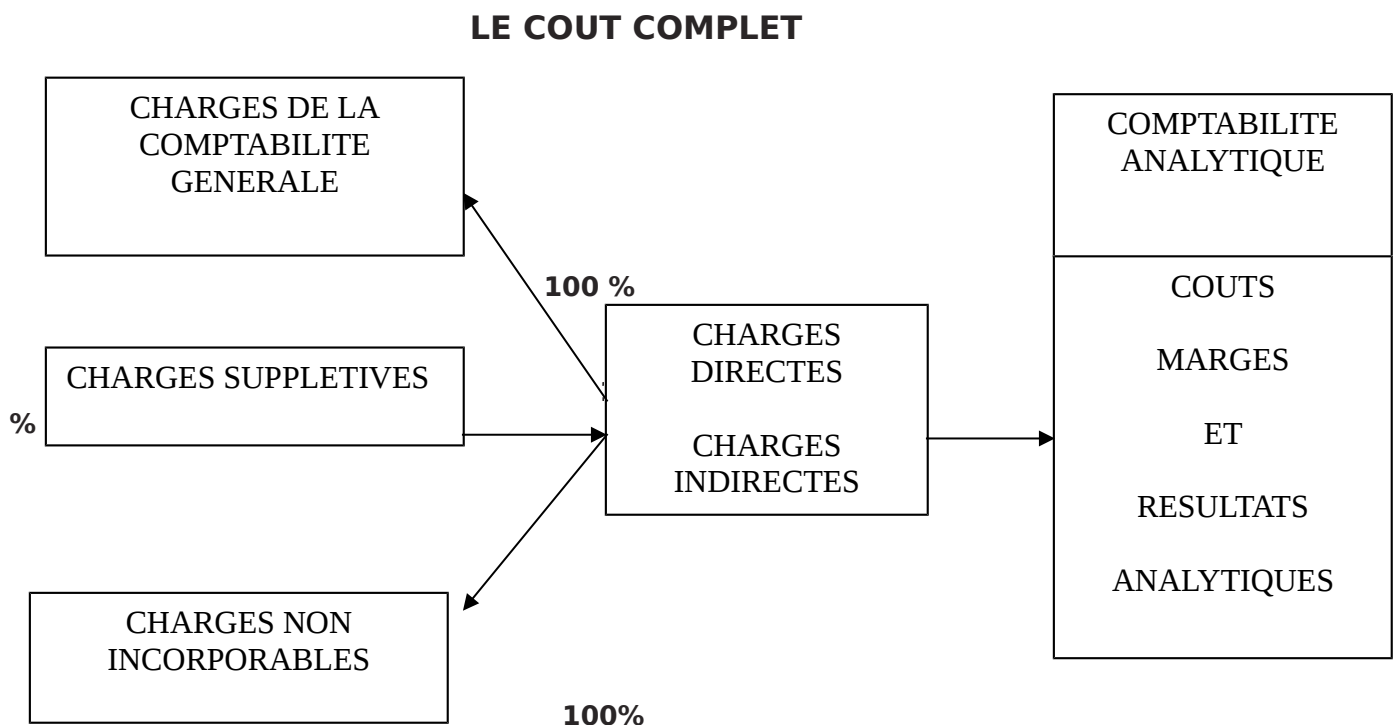 LE COUT COMPLET
CHARGES DE LA
COMPTABILITE
GENERALE
COMPTABILITE
ANALYTIQUE
100 %
CHARGES SUPPLETIVES
%
CHARGES
DIRECTES
CHARGES
INDIRECTES
COUTS
MARGES
ET
RESULTATS
ANALYTIQUES
CHARGES NON
INCORPORABLES
100%